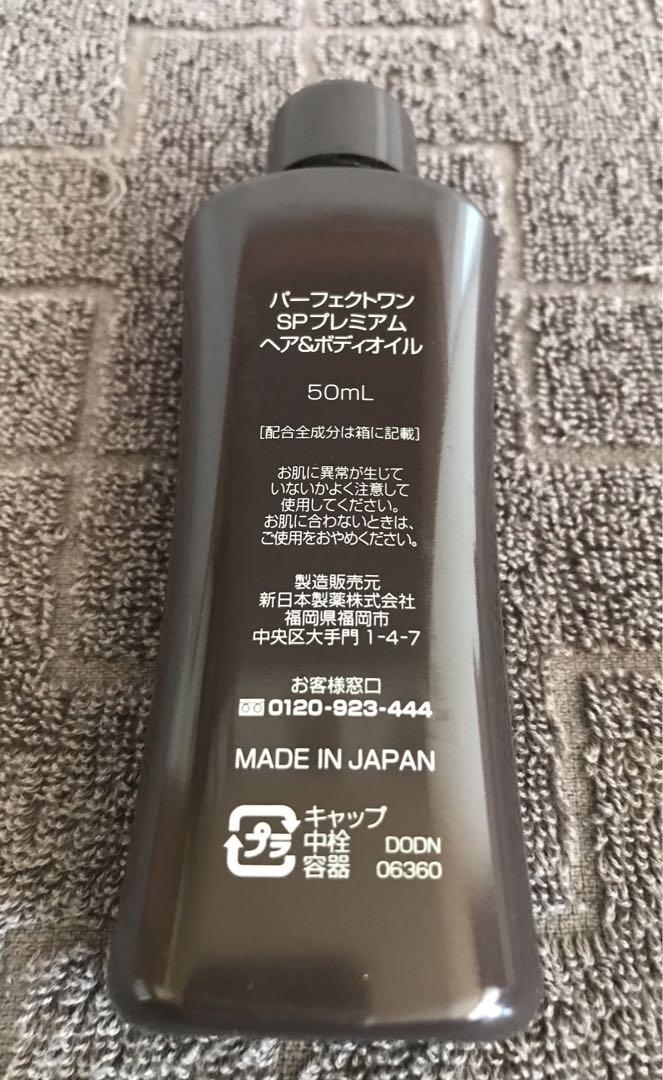 パーフェクトワン
SPプレミアム
ヘア&ボディオイル
50mL
[配合全成分は箱に記載]
お肌に異常が生じて
いないかよく注意して
使用してください。
お肌に合わないときは、
ご使用をおやめください。
製造販売元
新日本製薬株式会社
福岡県福岡市
中央区大手門1-4-7
お客様窓口
0120-923-444
MADE IN JAPAN
プラ
キャップ
中栓
容器
DODN
06360